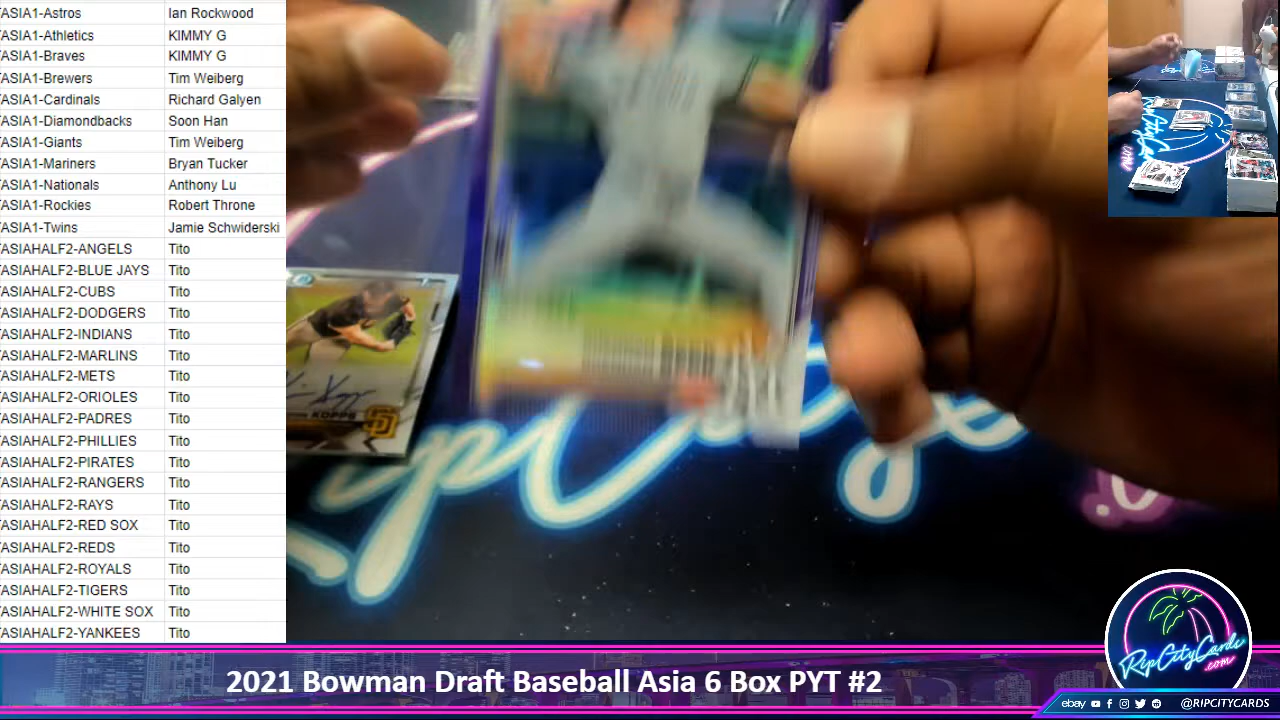 ASIA1-Astros Ian Rockwood
ASIA1-Athletics KIMMY G
ASIA1-Braves KIMMY G
ASIA1-Brewers Tim Weiberg
ASIA1-Cardinals Richard Galyen
ASIA1-Diamondbacks Soon Han
ASIA1-Giants Tim Weiberg
ASIA1-Mariners Bryan Tucker
ASIA1-Nationals Anthony Lu
ASIA1-Rockies Robert Throne
ASIA1-Twins Jamie Schwiderski
ASIAHALF2-ANGELS Tito
ASIAHALF2-BLUE JAYS Tito
ASIAHALF2-CUBS Tito
ASIAHALF2-DODGERS Tito
ASIAHALF2-INDIANS Tito
ASIAHALF2-MARLINS Tito
ASIAHALF2-METS Tito
ASIAHALF2-ORIOLES Tito
ASIAHALF2-PADRES Tito
ASIAHALF2-PHILLIES Tito
ASIAHALF2-PIRATES Tito
ASIAHALF2-RANGERS Tito
ASIAHALF2-RAYS Tito
ASIAHALF2-RED SOX Tito
ASIAHALF2-REDS Tito
ASIAHALF2-ROYALS Tito
ASIAHALF2-TIGERS Tito
ASIAHALF2-WHITE SOX Tito
ASIAHALF2-YANKEES Tito
KOPPS
SD
RipCityCards
.com
2021 Bowman Draft Baseball Asia 6 Box PYT #2
ebay
@RIPCITYCARDS